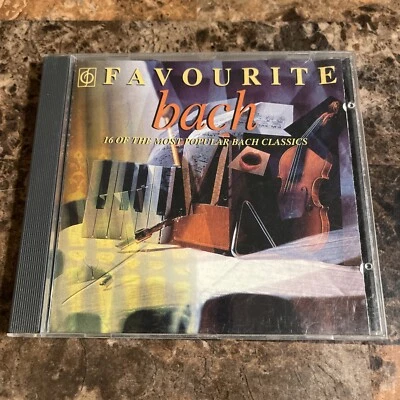 FAVOURITE
bach
16 OF THE MOST POPULAR BACH CLASSICS